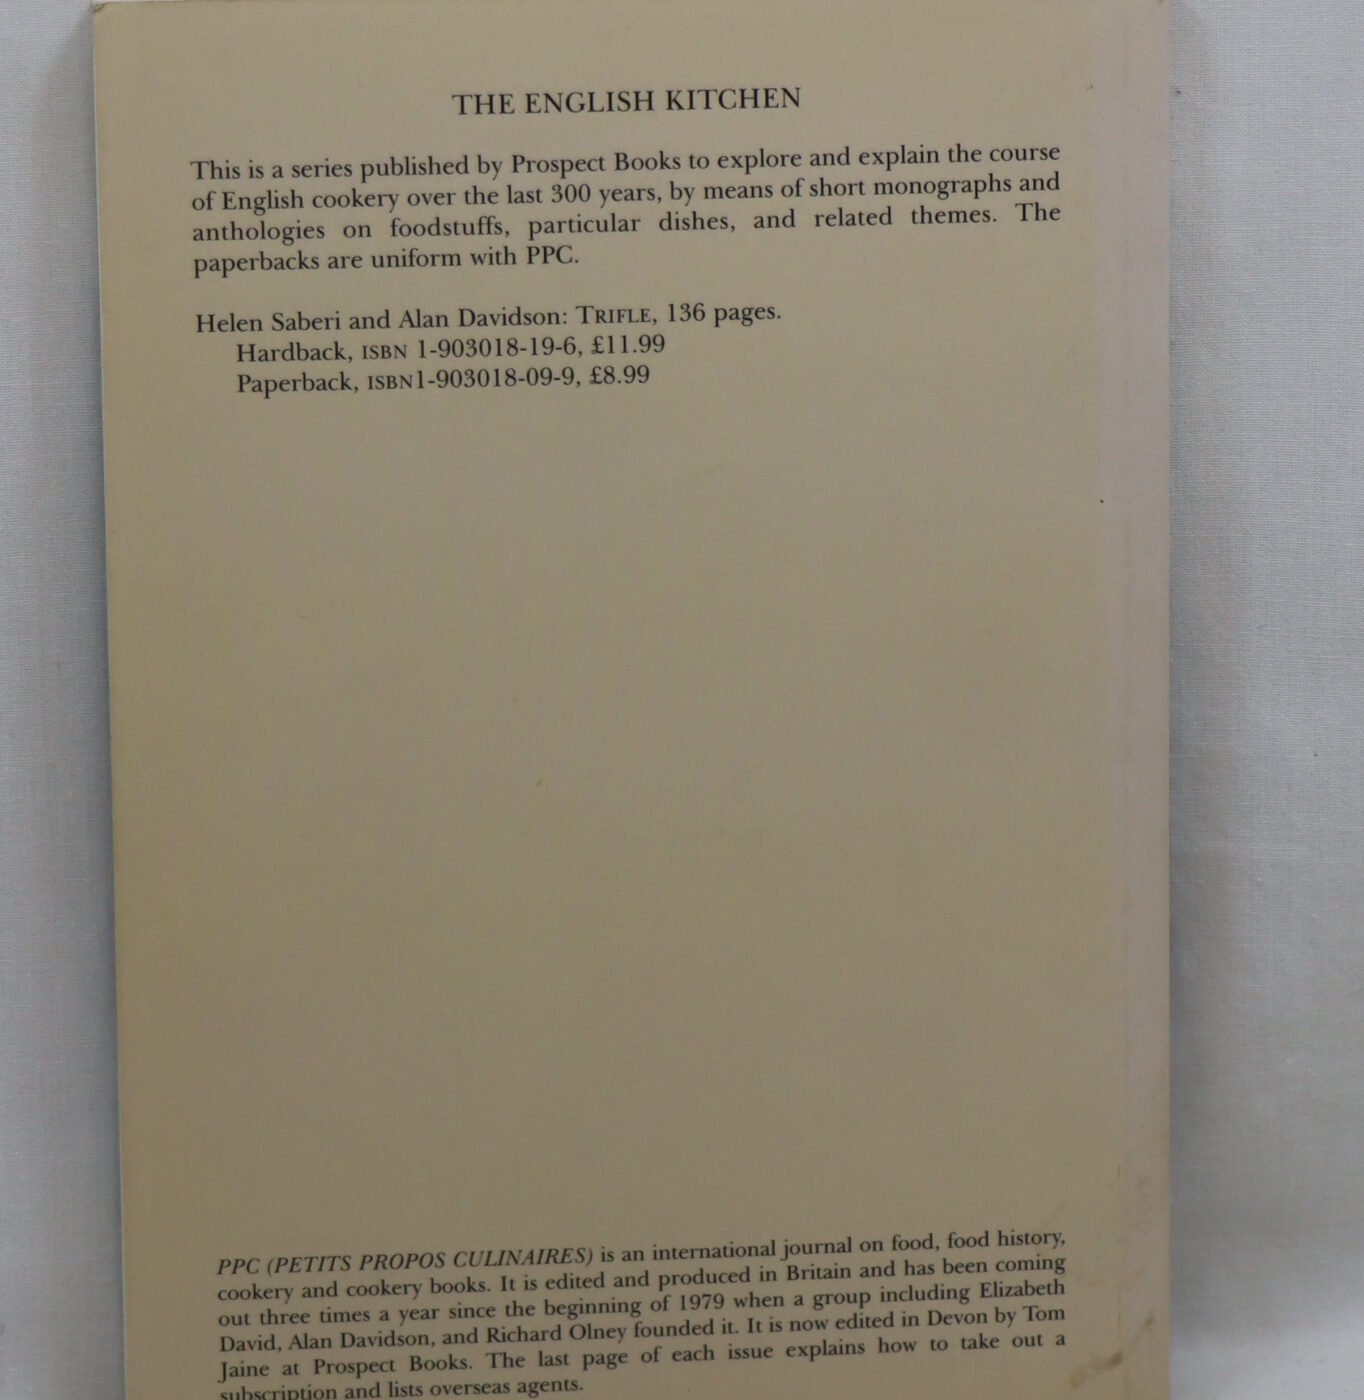 THE ENGLISH KITCHEN
This is a series published by Prospect Books to explore and explain the course
of English cookery over the last 300 years, by means of short monographs and
anthologies on foodstuffs, particular dishes, and related themes. The
paperbacks are uniform with PPC.
Helen Saberi and Alan Davidson: TRIFLE, 136 pages.
Hardback, ISBN 1-903018-19-6, £11.99
Paperback, ISBN1-903018-09-9, £8.99
PPC (PETITS PROPOS CULINAIRES) is an international journal on food, food history,
cookery and cookery books. It is edited and produced in Britain and has been coming
out three times a year since the beginning of 1979 when a group including Elizabeth
David, Alan Davidson, and Richard Olney founded it. It is now edited in Devon by Tom
Jaine at Prospect Books. The last page of each issue explains how to take out a
subscription and lists overseas agents.